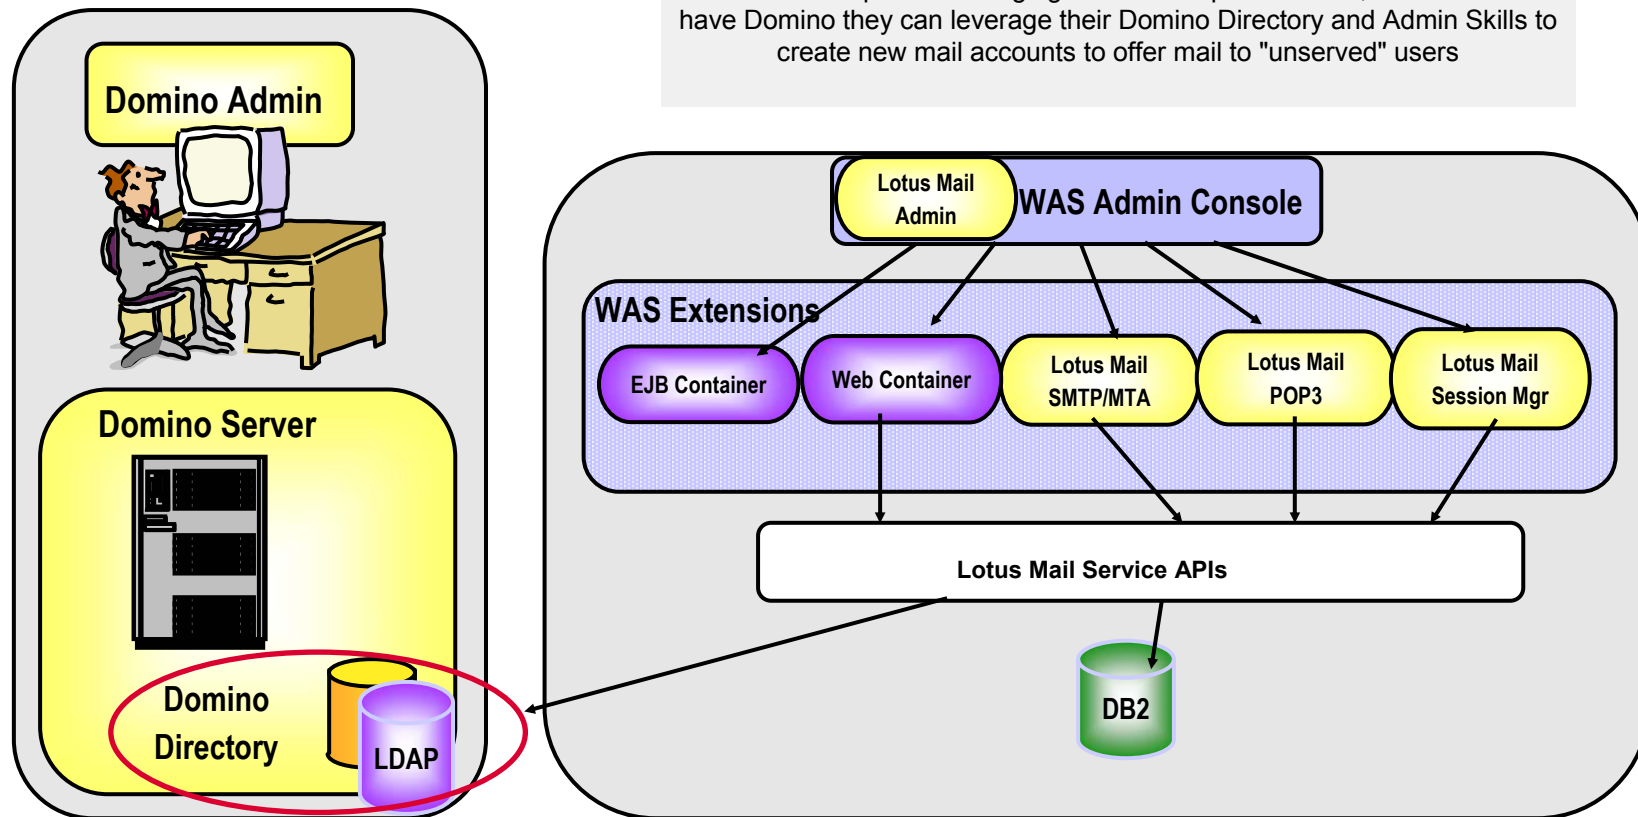 have Domino they can leverage their Domino Directory and Admin Skills to
create new mail accounts to offer mail to "unserved" users
Domino Admin
Domino Server
Domino
Directory
LDAP
Lotus Mail
Admin
WAS Admin Console
WAS Extensions
EJB Container
Web Container
Lotus Mail
SMTP/MTA
Lotus Mail
POP3
Lotus Mail
Session Mgr
Lotus Mail Service APIs
DB2